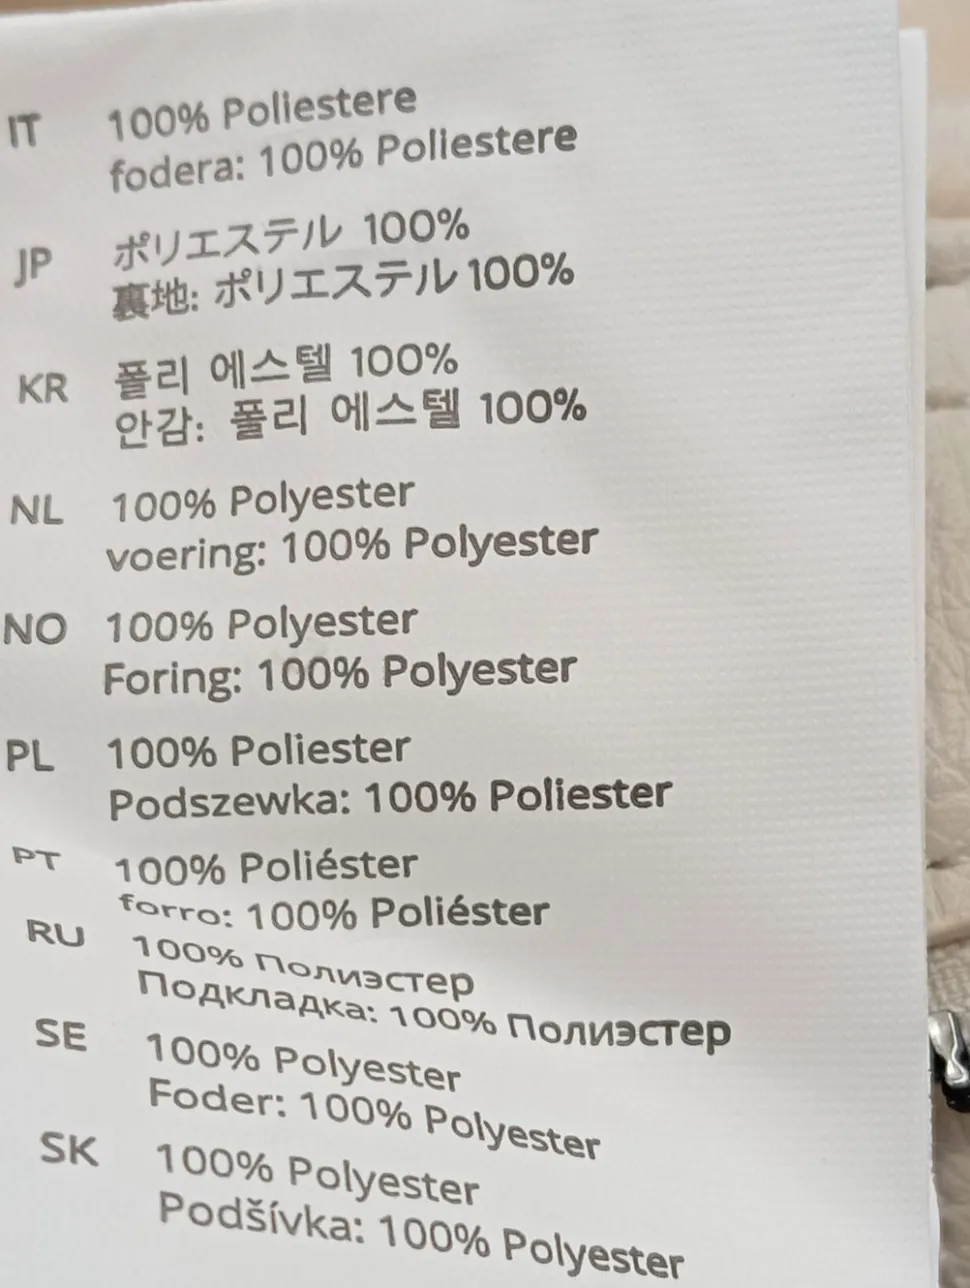 IT 100% Poliestere
fodera: 100% Poliestere
JP ポリエステル 100%
裏地: ポリエステル 100%
KR 폴리 에스텔 100%
안감: 폴리 에스텔 100%
NL 100% Polyester
voering: 100% Polyester
NO 100% Polyester
Foring: 100% Polyester
PL 100% Poliester
Podszewka: 100% Poliester
PT 100% Poliéster
forro: 100% Poliéster
RU 100% Полиэстер
Подкладка: 100% Полиэстер
SE 100% Polyester
Foder: 100% Polyester
SK 100% Polyester
Podšívka: 100% Polyester